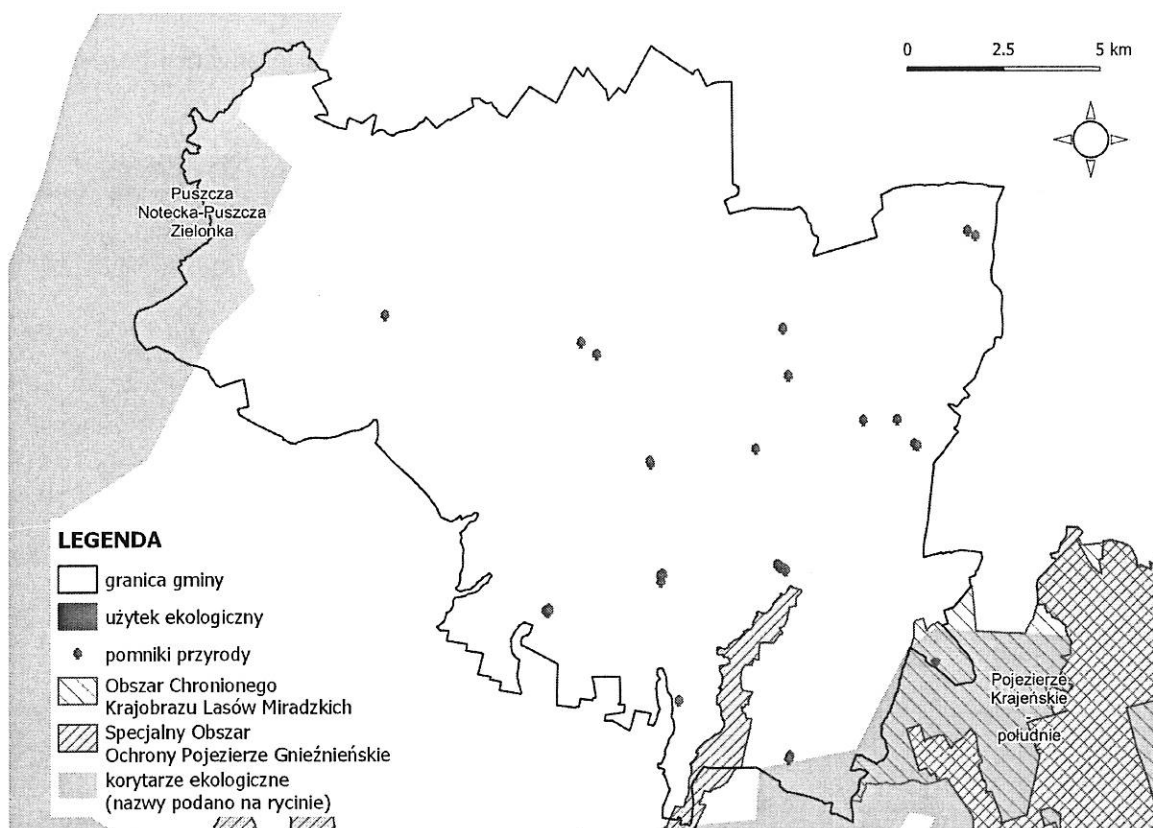 0 2.5 5 km
Puszcza
Notecka-Puszcza
Zielonka
LEGENDA
granica gminy
użytek ekologiczny
pomniki przyrody
Obszar Chronionego
Krajobrazu Lasów Miradzkich
Specjalny Obszar
Ochrony Pojezierze Gnieźnieńskie
korytarze ekologiczne
(nazwy podano na rycinie)
Pojezierze
Krajeńskie
-
południe